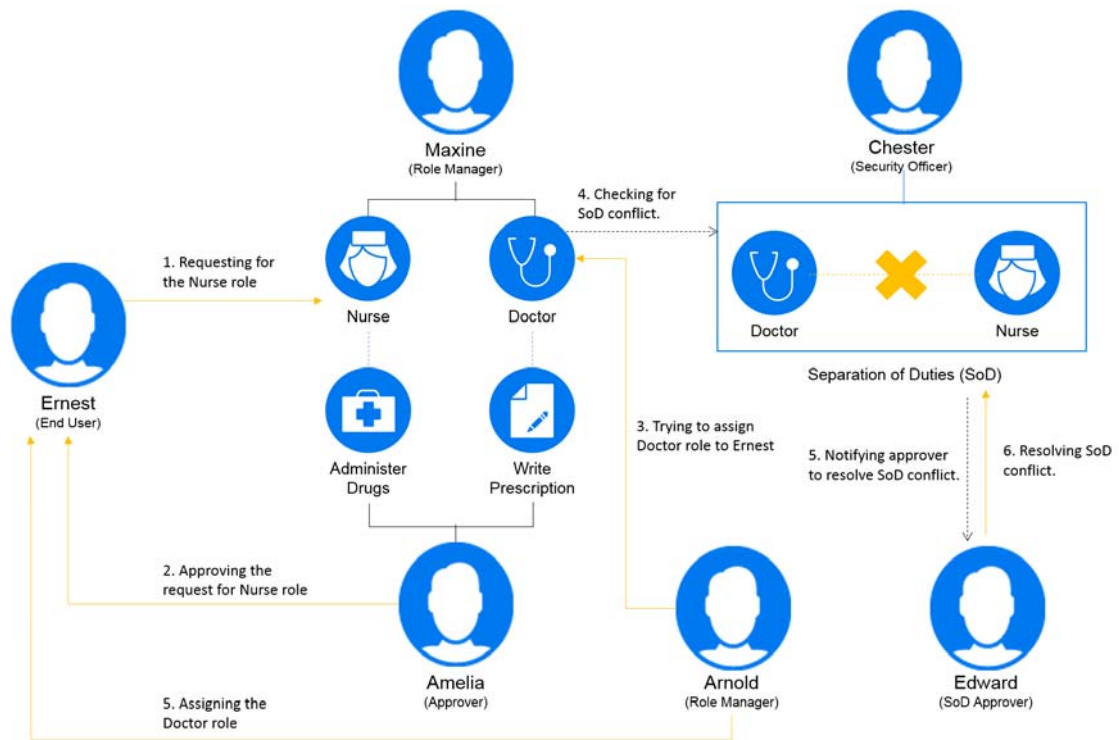 Maxine
(Role Manager)
Chester
(Security Officer)
4. Checking for
SoD conflict.
1. Requesting for
the Nurse role
Nurse
Doctor
Doctor
Nurse
Separation of Duties (SoD)
Ernest
(End User)
3. Trying to assign
Doctor role to Ernest
5. Notifying approver
to resolve SoD conflict.
6. Resolving SoD
conflict.
Administer
Drugs
Write
Prescription
2. Approving the
request for Nurse role
Amelia
(Approver)
Arnold
(Role Manager)
Edward
(SoD Approver)
5. Assigning the
Doctor role